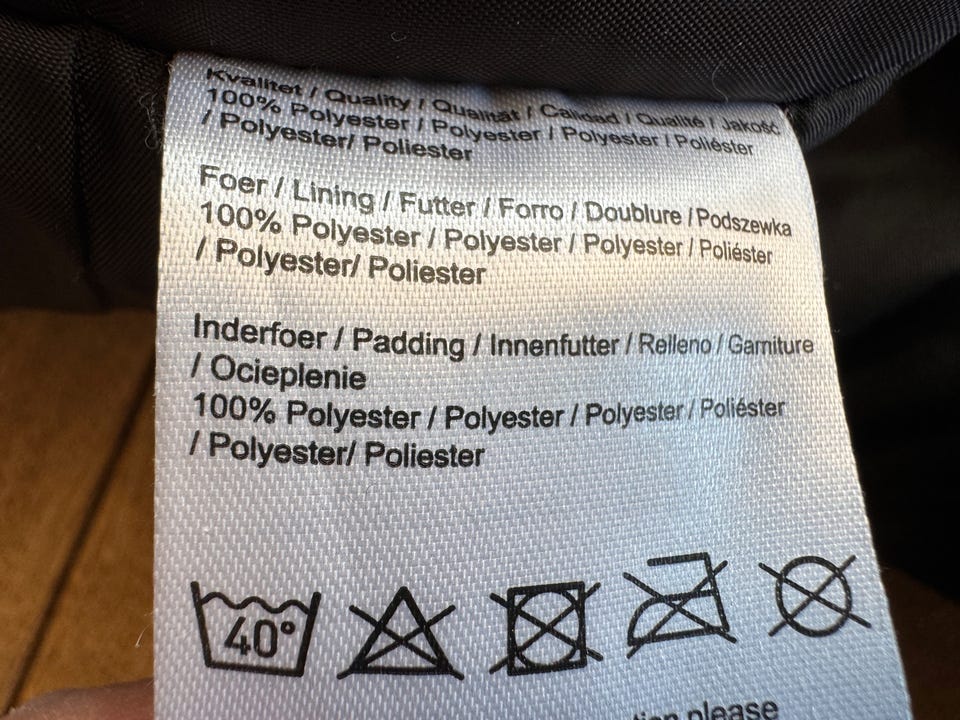 Kvalitet / Quality / Qualität / Calidad / Qualité / Jakość
100% Polyester / Polyester / Polyester / Poliéster
/ Polyester/ Poliester
Foer / Lining / Futter / Forro / Doublure / Podszewka
100% Polyester / Polyester / Polyester / Poliéster
/ Polyester/ Poliester
Inderfoer / Padding / Innenfutter / Relleno / Garniture
/ Ocieplenie
100% Polyester / Polyester / Polyester / Poliéster
/ Polyester/ Poliester
40°
please